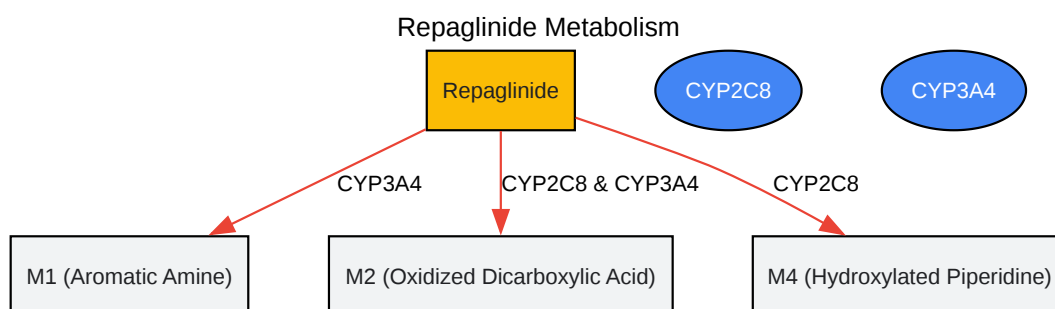 Repaglinide Metabolism
Repaglinide
CYP2C8
CYP3A4
CYP3A4
CYP2C8 & CYP3A4
CYP2C8
M1 (Aromatic Amine)
M2 (Oxidized Dicarboxylic Acid)
M4 (Hydroxylated Piperidine)